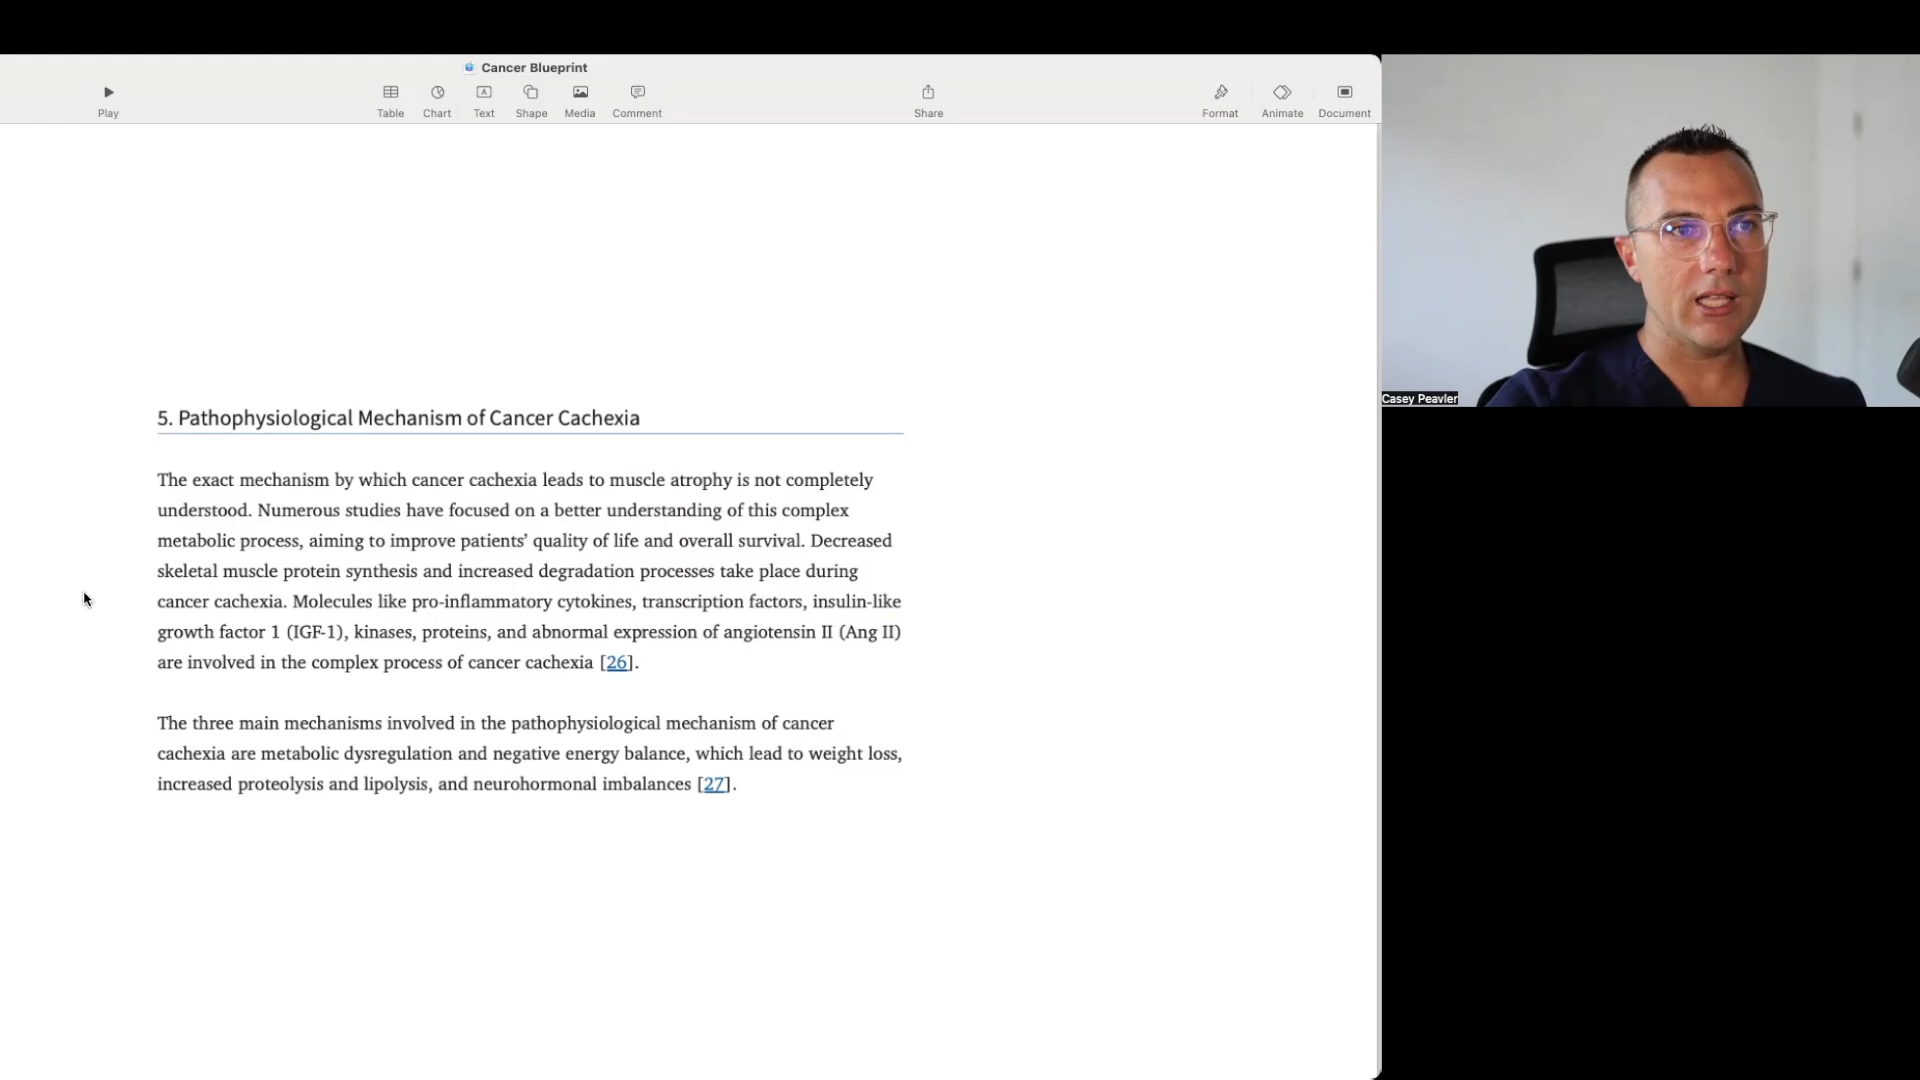 Cancer Blueprint
Play
Table
Chart
Text
Shape
Media
Comment
Share
Format
Animate
Document
Casey Peavler
5. Pathophysiological Mechanism of Cancer Cachexia
The exact mechanism by which cancer cachexia leads to muscle atrophy is not completely
understood. Numerous studies have focused on a better understanding of this complex
metabolic process, aiming to improve patients’ quality of life and overall survival. Decreased
skeletal muscle protein synthesis and increased degradation processes take place during
cancer cachexia. Molecules like pro-inflammatory cytokines, transcription factors, insulin-like
growth factor 1 (IGF-1), kinases, proteins, and abnormal expression of angiotensin II (Ang II)
are involved in the complex process of cancer cachexia [26].
The three main mechanisms involved in the pathophysiological mechanism of cancer
cachexia are metabolic dysregulation and negative energy balance, which lead to weight loss,
increased proteolysis and lipolysis, and neurohormonal imbalances [27].